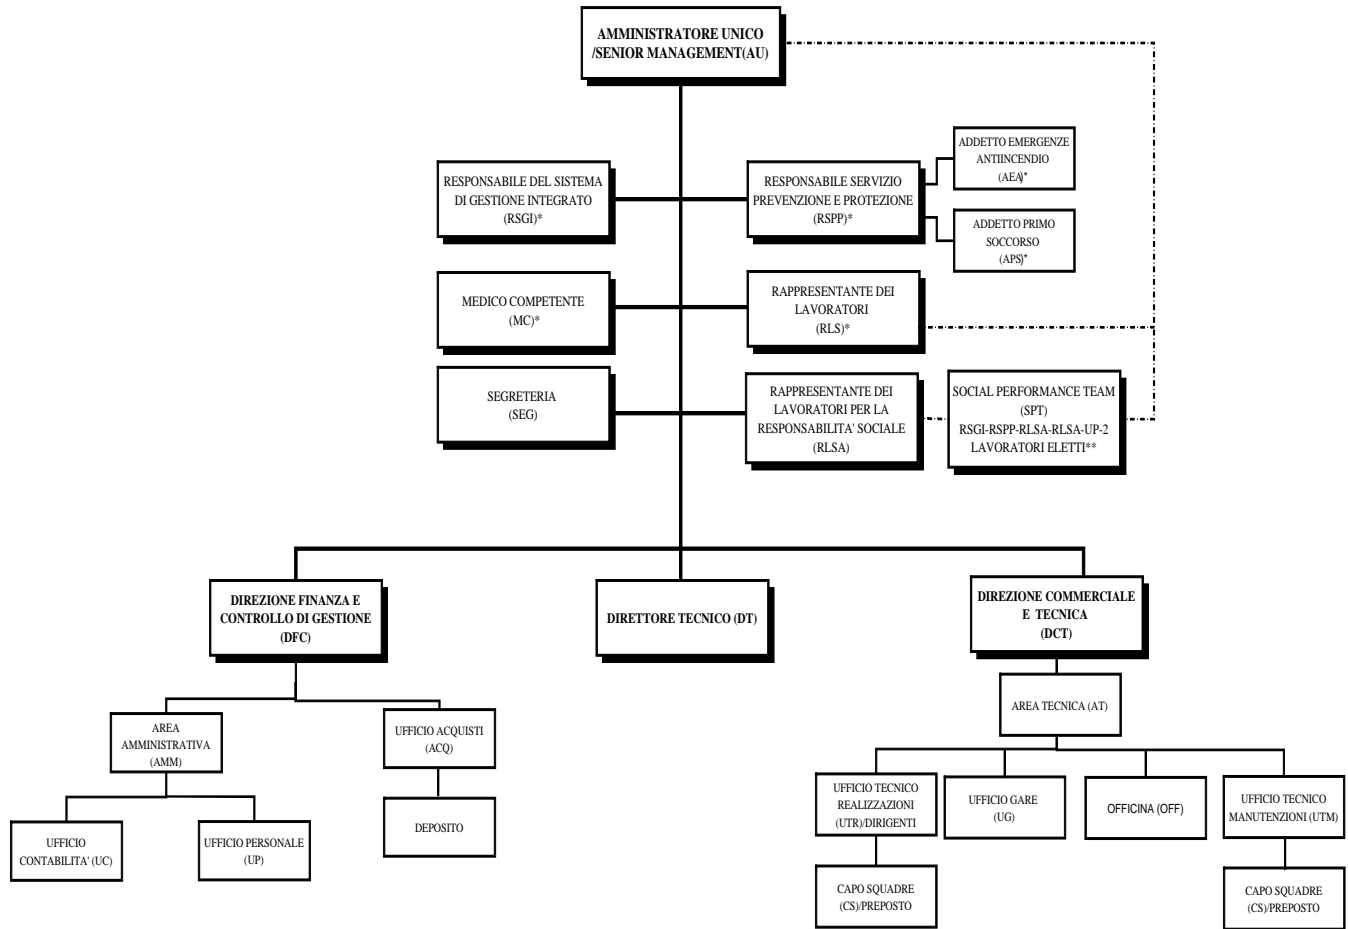 AMMINISTRATORE UNICO
/SENIOR MANAGEMENT(AU)
RESPONSABILE DEL SISTEMA
DI GESTIONE INTEGRATO
(RSGI)*
RESPONSABILE SERVIZIO
PREVENZIONE E PROTEZIONE
(RSPP)*
ADDETTO EMERGENZE
ANTIINCENDIO
(AEA)*
ADDETTO PRIMO
SOCCORSO
(APS)*
MEDICO COMPETENTE
(MC)*
RAPPRESENTANTE DEI
LAVORATORI
(RLS)*
SEGRETERIA
(SEG)
RAPPRESENTANTE DEI
LAVORATORI PER LA
RESPONSABILITA' SOCIALE
(RLSA)
SOCIAL PERFORMANCE TEAM
(SPT)
RSGI-RSPP-RLSA-RLSA-UP-2
LAVORATORI ELETTI**
DIREZIONE FINANZA E
CONTROLLO DI GESTIONE
(DFC)
DIRETTORE TECNICO (DT)
DIREZIONE COMMERCIALE
E TECNICA
(DCT)
AREA
AMMINISTRATIVA
(AMM)
UFFICIO ACQUISTI
(ACQ)
AREA TECNICA (AT)
UFFICIO
CONTABILITA' (UC)
UFFICIO PERSONALE
(UP)
DEPOSITO
UFFICIO TECNICO
REALIZZAZIONI
(UTR)/DIRIGENTI
UFFICIO GARE
(UG)
OFFICINA (OFF)
UFFICIO TECNICO
MANUTENZIONI (UTM)
CAPO SQUADRE
(CS)/PREPOSTO
CAPO SQUADRE
(CS)/PREPOSTO